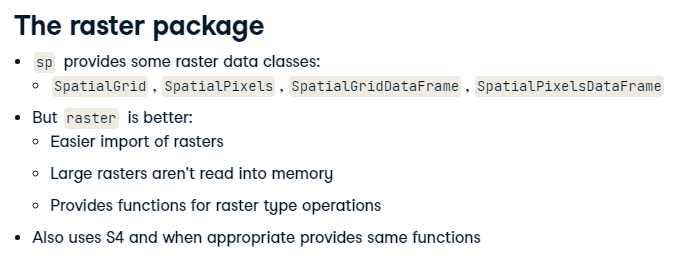 The raster package
• sp provides some raster data classes:
◦ SpatialGrid , SpatialPixels , SpatialGridDataFrame , SpatialPixelsDataFrame
• But raster is better:
◦ Easier import of rasters
◦ Large rasters aren't read into memory
◦ Provides functions for raster type operations
• Also uses S4 and when appropriate provides same functions